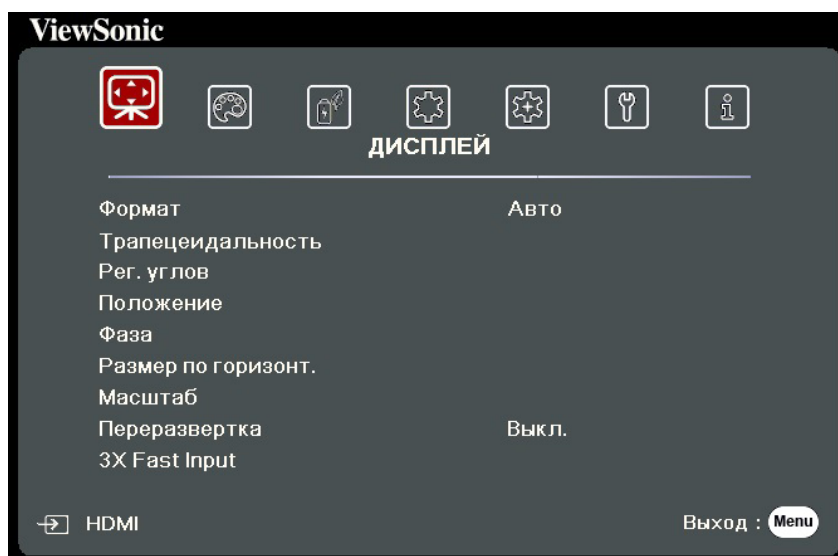 ViewSonic
ДИСПЛЕЙ
Формат Авто
Трапецеидальность
Рег. углов
Положение
Фаза
Размер по горизонт.
Масштаб
Переразвертка Выкл.
3X Fast Input
HDMI Выход : Menu